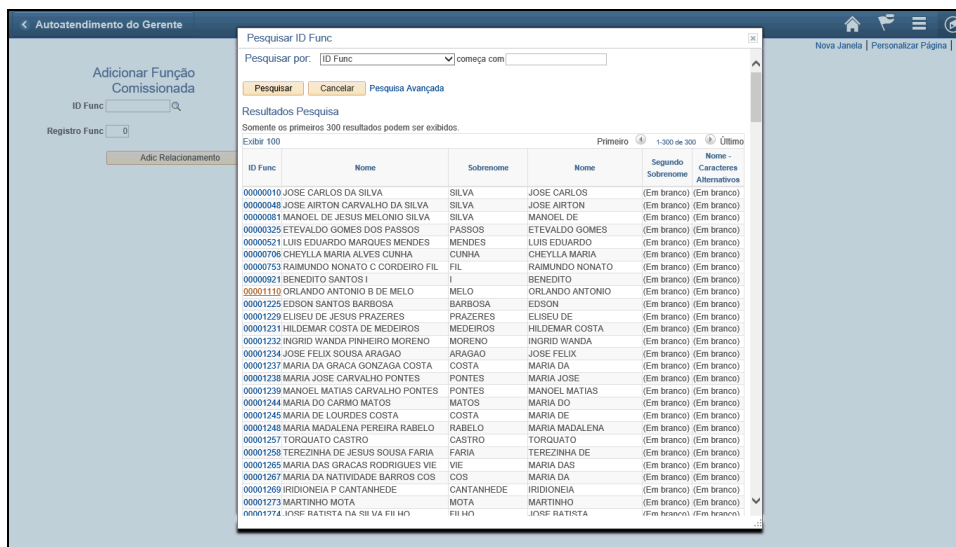 Autoatendimento do Gerente
Nova Janela | Personalizar Página |
Adicionar Função
Comissionada
ID Func
Registro Func 0
Adic Relacionamento
Pesquisar ID Func
Pesquisar por: ID Func começa com
Pesquisar Cancelar Pesquisa Avançada
Resultados Pesquisa
Somente os primeiros 300 resultados podem ser exibidos.
Exibir 100 Primeiro 1-300 de 300 Último
ID Func Nome Sobrenome Nome Segundo Sobrenome Nome - Caracteres Alternativos
00000010 JOSE CARLOS DA SILVA SILVA JOSE CARLOS (Em branco) (Em branco)
00000048 JOSE AIRTON CARVALHO DA SILVA SILVA JOSE AIRTON (Em branco) (Em branco)
00000081 MANOEL DE JESUS MELONIO SILVA SILVA MANOEL DE (Em branco) (Em branco)
00000325 ETEVALDO GOMES DOS PASSOS PASSOS ETEVALDO GOMES (Em branco) (Em branco)
00000521 LUIS EDUARDO MARQUES MENDES MENDES LUIS EDUARDO (Em branco) (Em branco)
00000706 CHEYLLA MARIA ALVES CUNHA CUNHA CHEYLLA MARIA (Em branco) (Em branco)
00000753 RAIMUNDO NONATO C CORDEIRO FIL FIL RAIMUNDO NONATO (Em branco) (Em branco)
00000921 BENEDITO SANTOS I I BENEDITO (Em branco) (Em branco)
00001110 ORLANDO ANTONIO B DE MELO MELO ORLANDO ANTONIO (Em branco) (Em branco)
00001225 EDSON SANTOS BARBOSA BARBOSA EDSON (Em branco) (Em branco)
00001229 ELISEU DE JESUS PRAZERES PRAZERES ELISEU DE (Em branco) (Em branco)
00001231 HILDEMAR COSTA DE MEDEIROS MEDEIROS HILDEMAR COSTA (Em branco) (Em branco)
00001232 INGRID WANDA PINHEIRO MORENO MORENO INGRID WANDA (Em branco) (Em branco)
00001234 JOSE FELIX SOUSA ARAGAO ARAGAO JOSE FELIX (Em branco) (Em branco)
00001237 MARIA DA GRACA GONZAGA COSTA COSTA MARIA DA (Em branco) (Em branco)
00001238 MARIA JOSE CARVALHO PONTES PONTES MARIA JOSE (Em branco) (Em branco)
00001239 MANOEL MATIAS CARVALHO PONTES PONTES MANOEL MATIAS (Em branco) (Em branco)
00001244 MARIA DO CARMO MATOS MATOS MARIA DO (Em branco) (Em branco)
00001245 MARIA DE LOURDES COSTA COSTA MARIA DE (Em branco) (Em branco)
00001248 MARIA MADALENA PEREIRA RABELO RABELO MARIA MADALENA (Em branco) (Em branco)
00001257 TORQUATO CASTRO CASTRO TORQUATO (Em branco) (Em branco)
00001258 TEREZINHA DE JESUS SOUSA FARIA FARIA TEREZINHA DE (Em branco) (Em branco)
00001265 MARIA DAS GRACAS RODRIGUES VIE VIE MARIA DAS (Em branco) (Em branco)
00001267 MARIA DA NATIVIDADE BARROS COS COS MARIA DA (Em branco) (Em branco)
00001269 IRIDIONEIA P CANTANHEDE CANTANHEDE IRIDIONEIA (Em branco) (Em branco)
00001273 MARTINHO MOTA MOTA MARTINHO (Em branco) (Em branco)
00001274 JOSE BATISTA DA SILVA FILHO FILHO JOSE BATISTA (Em branco) (Em branco)